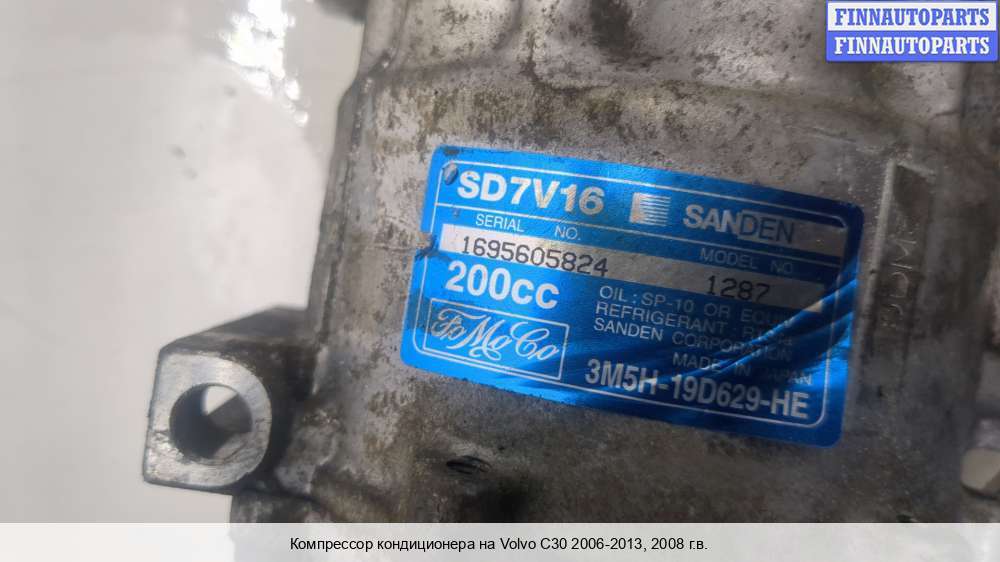 FINNAUTOPARTS
FINNAUTOPARTS
SD7V16 SANDEN
SERIAL NO. MODEL NO.
1695605824 1287
200cc
OIL: SP-10 OR EQUIV
REFRIGERANT:
SANDEN CORPORATION
MADE IN JAPAN
FoMoCo
3M5H-19D629-HE
Компрессор кондиционера на Volvo C30 2006-2013, 2008 г.в.